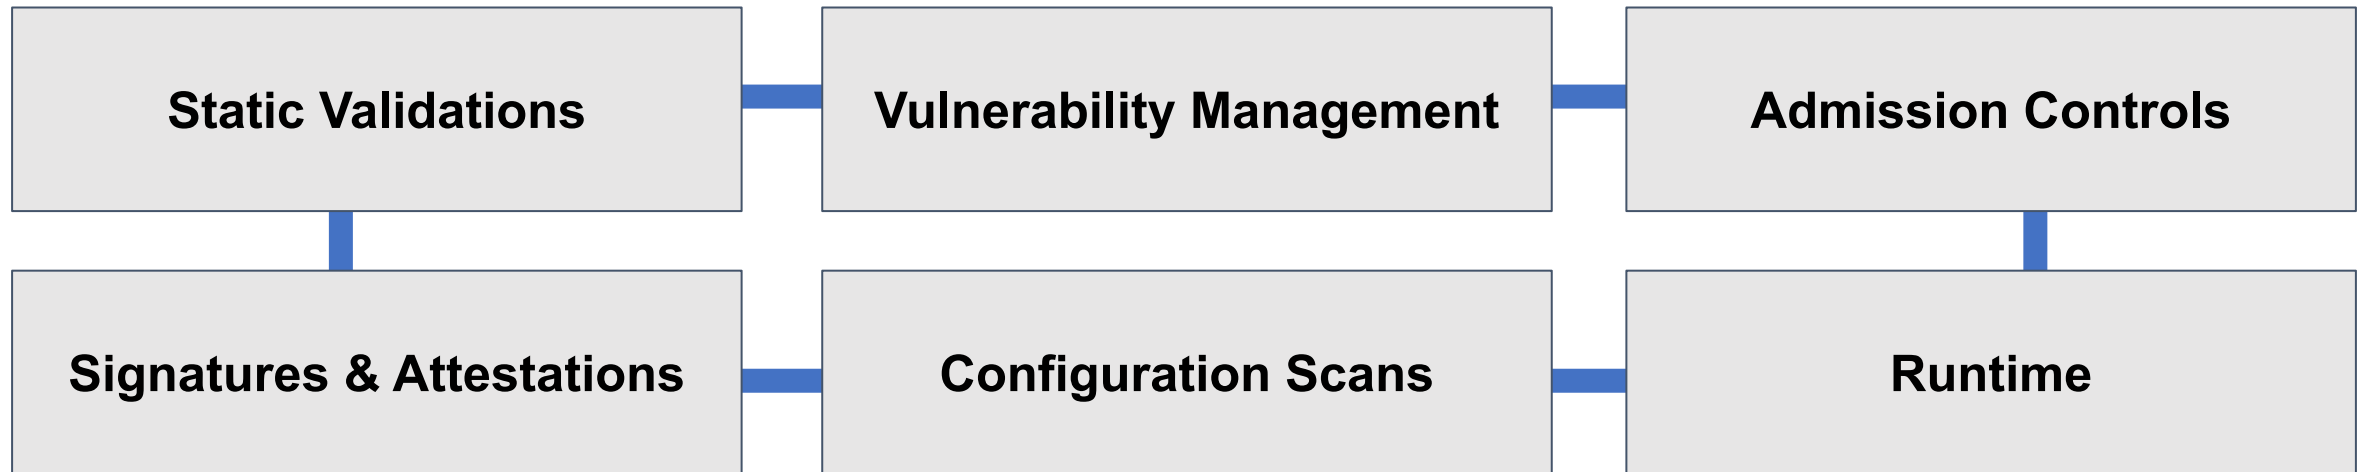 Static Validations
Vulnerability Management
Admission Controls
Signatures & Attestations
Configuration Scans
Runtime